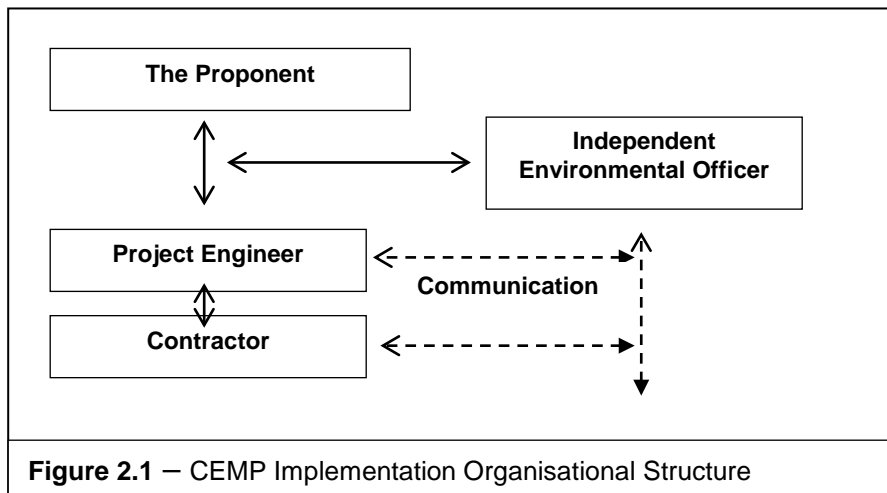 The Proponent
Independent
Environmental Officer
Project Engineer
Communication
Contractor
Figure 2.1 – CEMP Implementation Organisational Structure